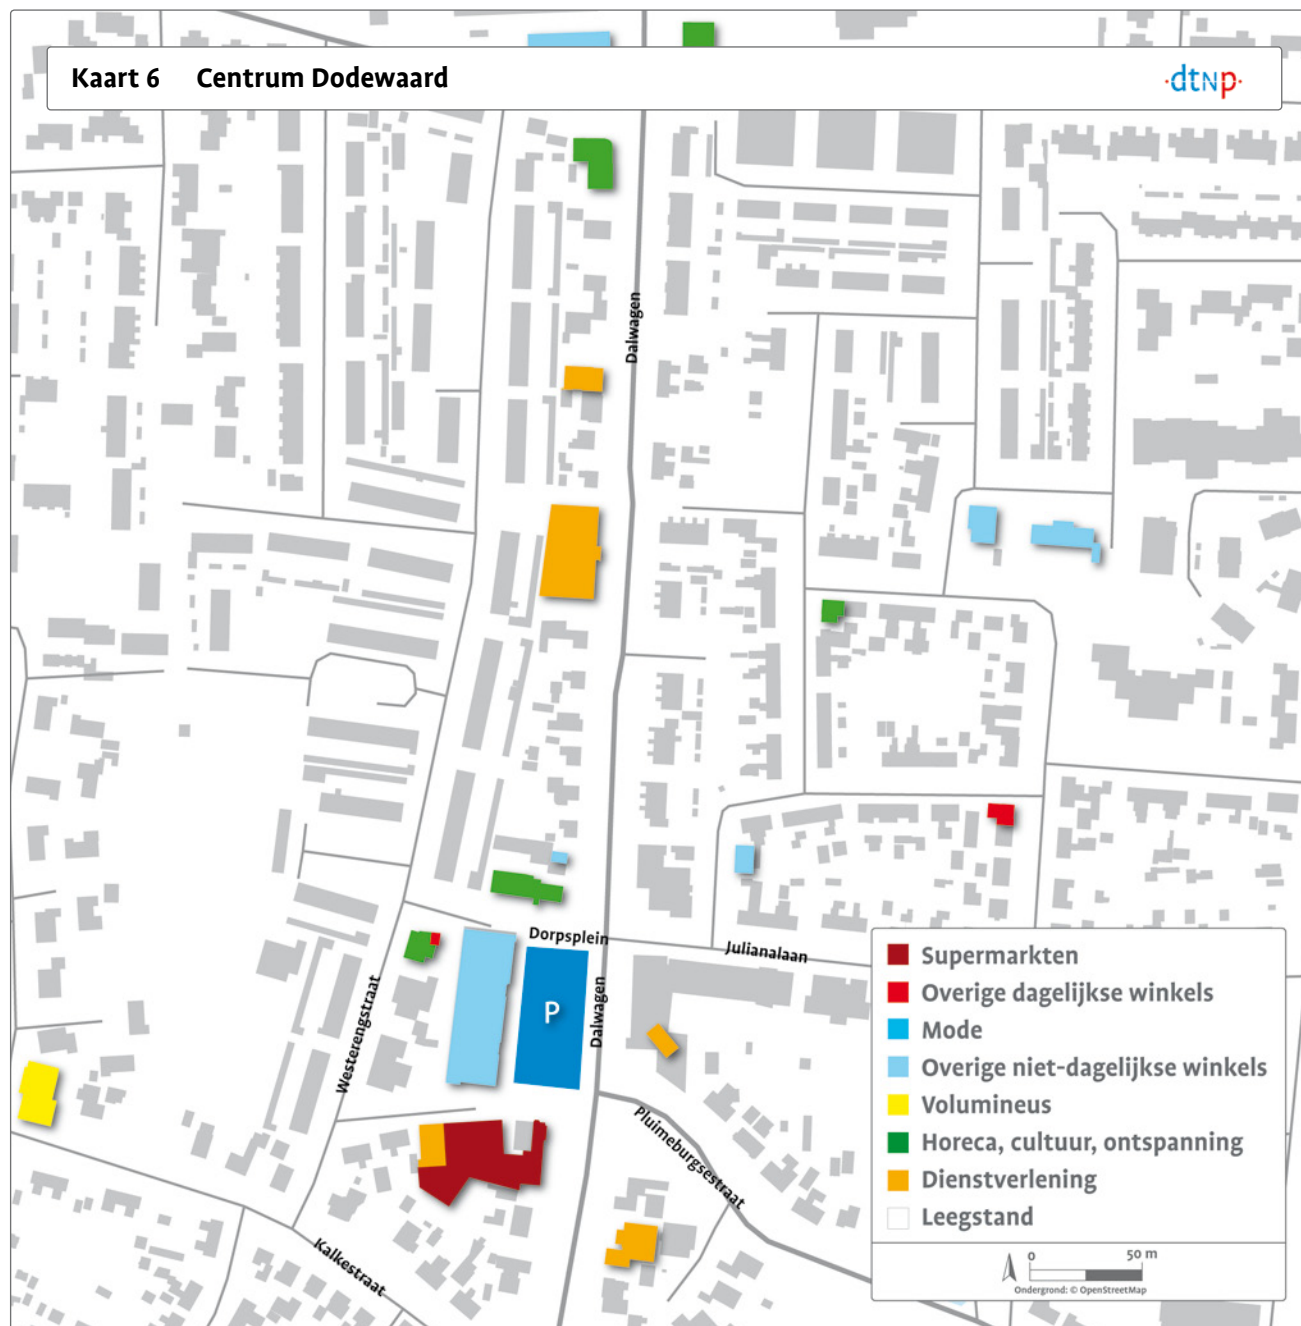 Kaart 6 Centrum Dodewaard
·dtNp·
Dalwagen
Dorpsplein
Julianalaan
P
Dalwagen
Westerengstraat
Pluimeburgsestraat
Kalkestraat
Supermarkten
Overige dagelijkse winkels
Mode
Overige niet-dagelijkse winkels
Volumineus
Horeca, cultuur, ontspanning
Dienstverlening
Leegstand
0 50 m
Ondergrond: © OpenStreetMap